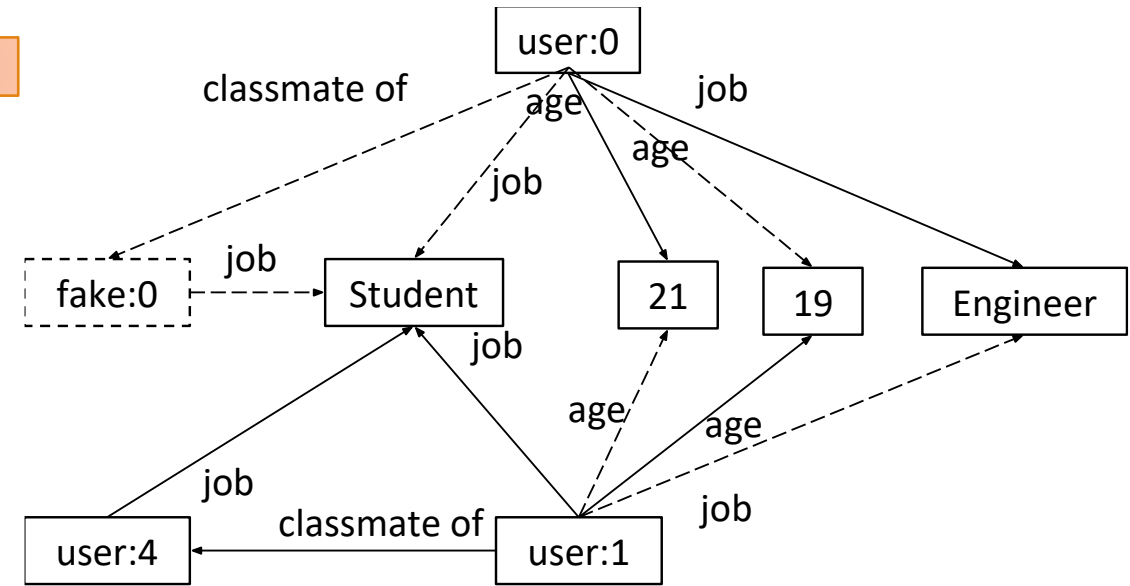 user:0
classmate of
age
job
age
job
job
fake:0
Student
21
19
Engineer
job
age
age
job
classmate of
job
user:4
user:1